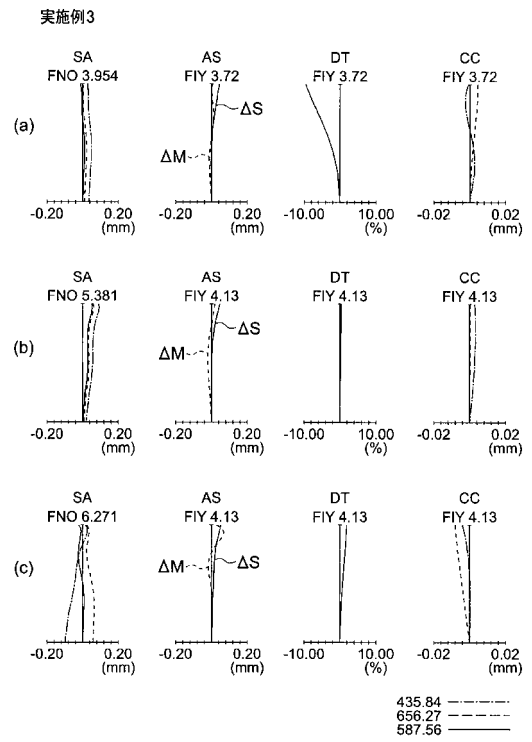 実施例3
SA AS DT CC
FNO 3.954 FIY 3.72 FIY 3.72 FIY 3.72
(a) ΔM ΔS
-0.20 0.20 -0.20 0.20 -10.00 10.00 -0.02 0.02
(mm) (mm) (%) (mm)
SA AS DT CC
FNO 5.381 FIY 4.13 FIY 4.13 FIY 4.13
(b) ΔM ΔS
-0.20 0.20 -0.20 0.20 -10.00 10.00 -0.02 0.02
(mm) (mm) (%) (mm)
SA AS DT CC
FNO 6.271 FIY 4.13 FIY 4.13 FIY 4.13
(c) ΔM ΔS
-0.20 0.20 -0.20 0.20 -10.00 10.00 -0.02 0.02
(mm) (mm) (%) (mm)
435.84
656.27
587.56